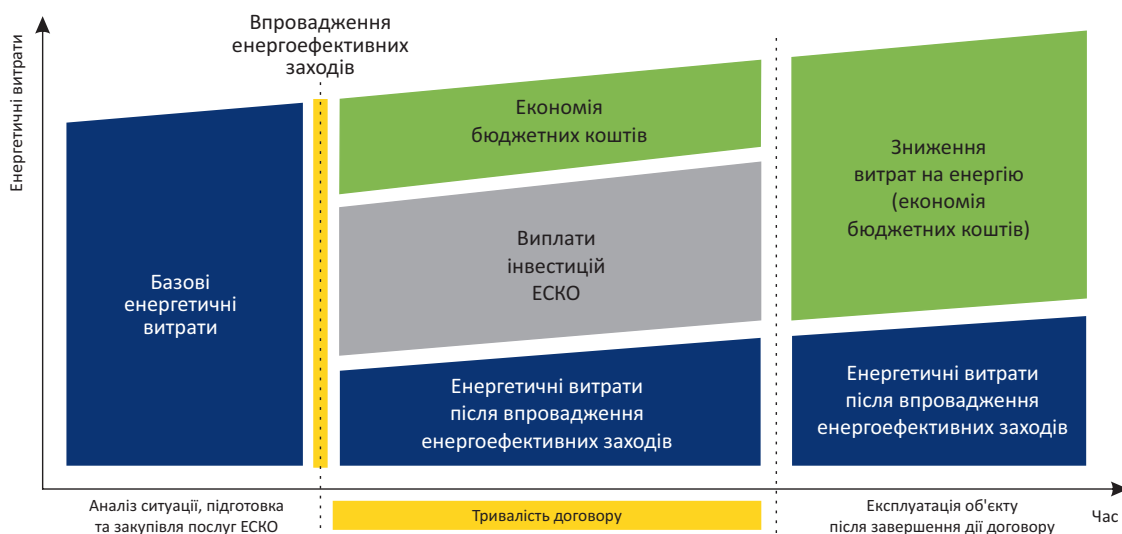 Впровадження
енергоефективних
заходів
Енергетичні витрати
Базові
енергетичні
витрати
Економія
бюджетних коштів
Виплати
інвестицій
ЕСКО
Енергетичні витрати
після впровадження
енергоефективних заходів
Зниження
витрат на енергію
(економія
бюджетних коштів)
Енергетичні витрати
після впровадження
енергоефективних заходів
Аналіз ситуації, підготовка
та закупівля послуг ЕСКО
Тривалість договору
Експлуатація об'єкту
після завершення дії договору
Час